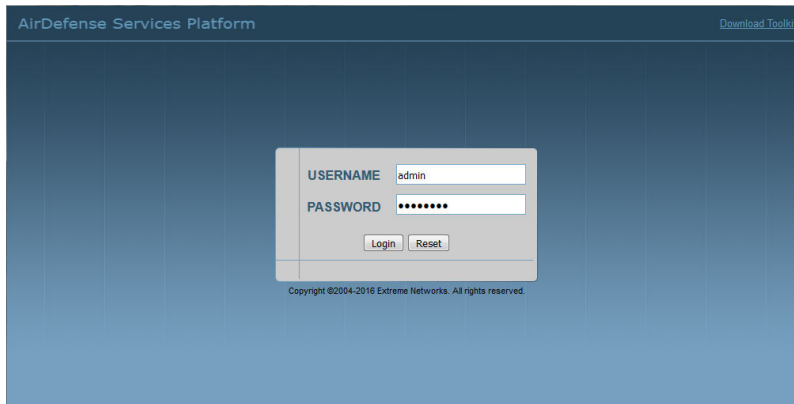 AirDefense Services Platform
Download Toolki
USERNAME admin
PASSWORD ••••••••
Login Reset
Copyright ©2004-2016 Extreme Networks. All rights reserved.